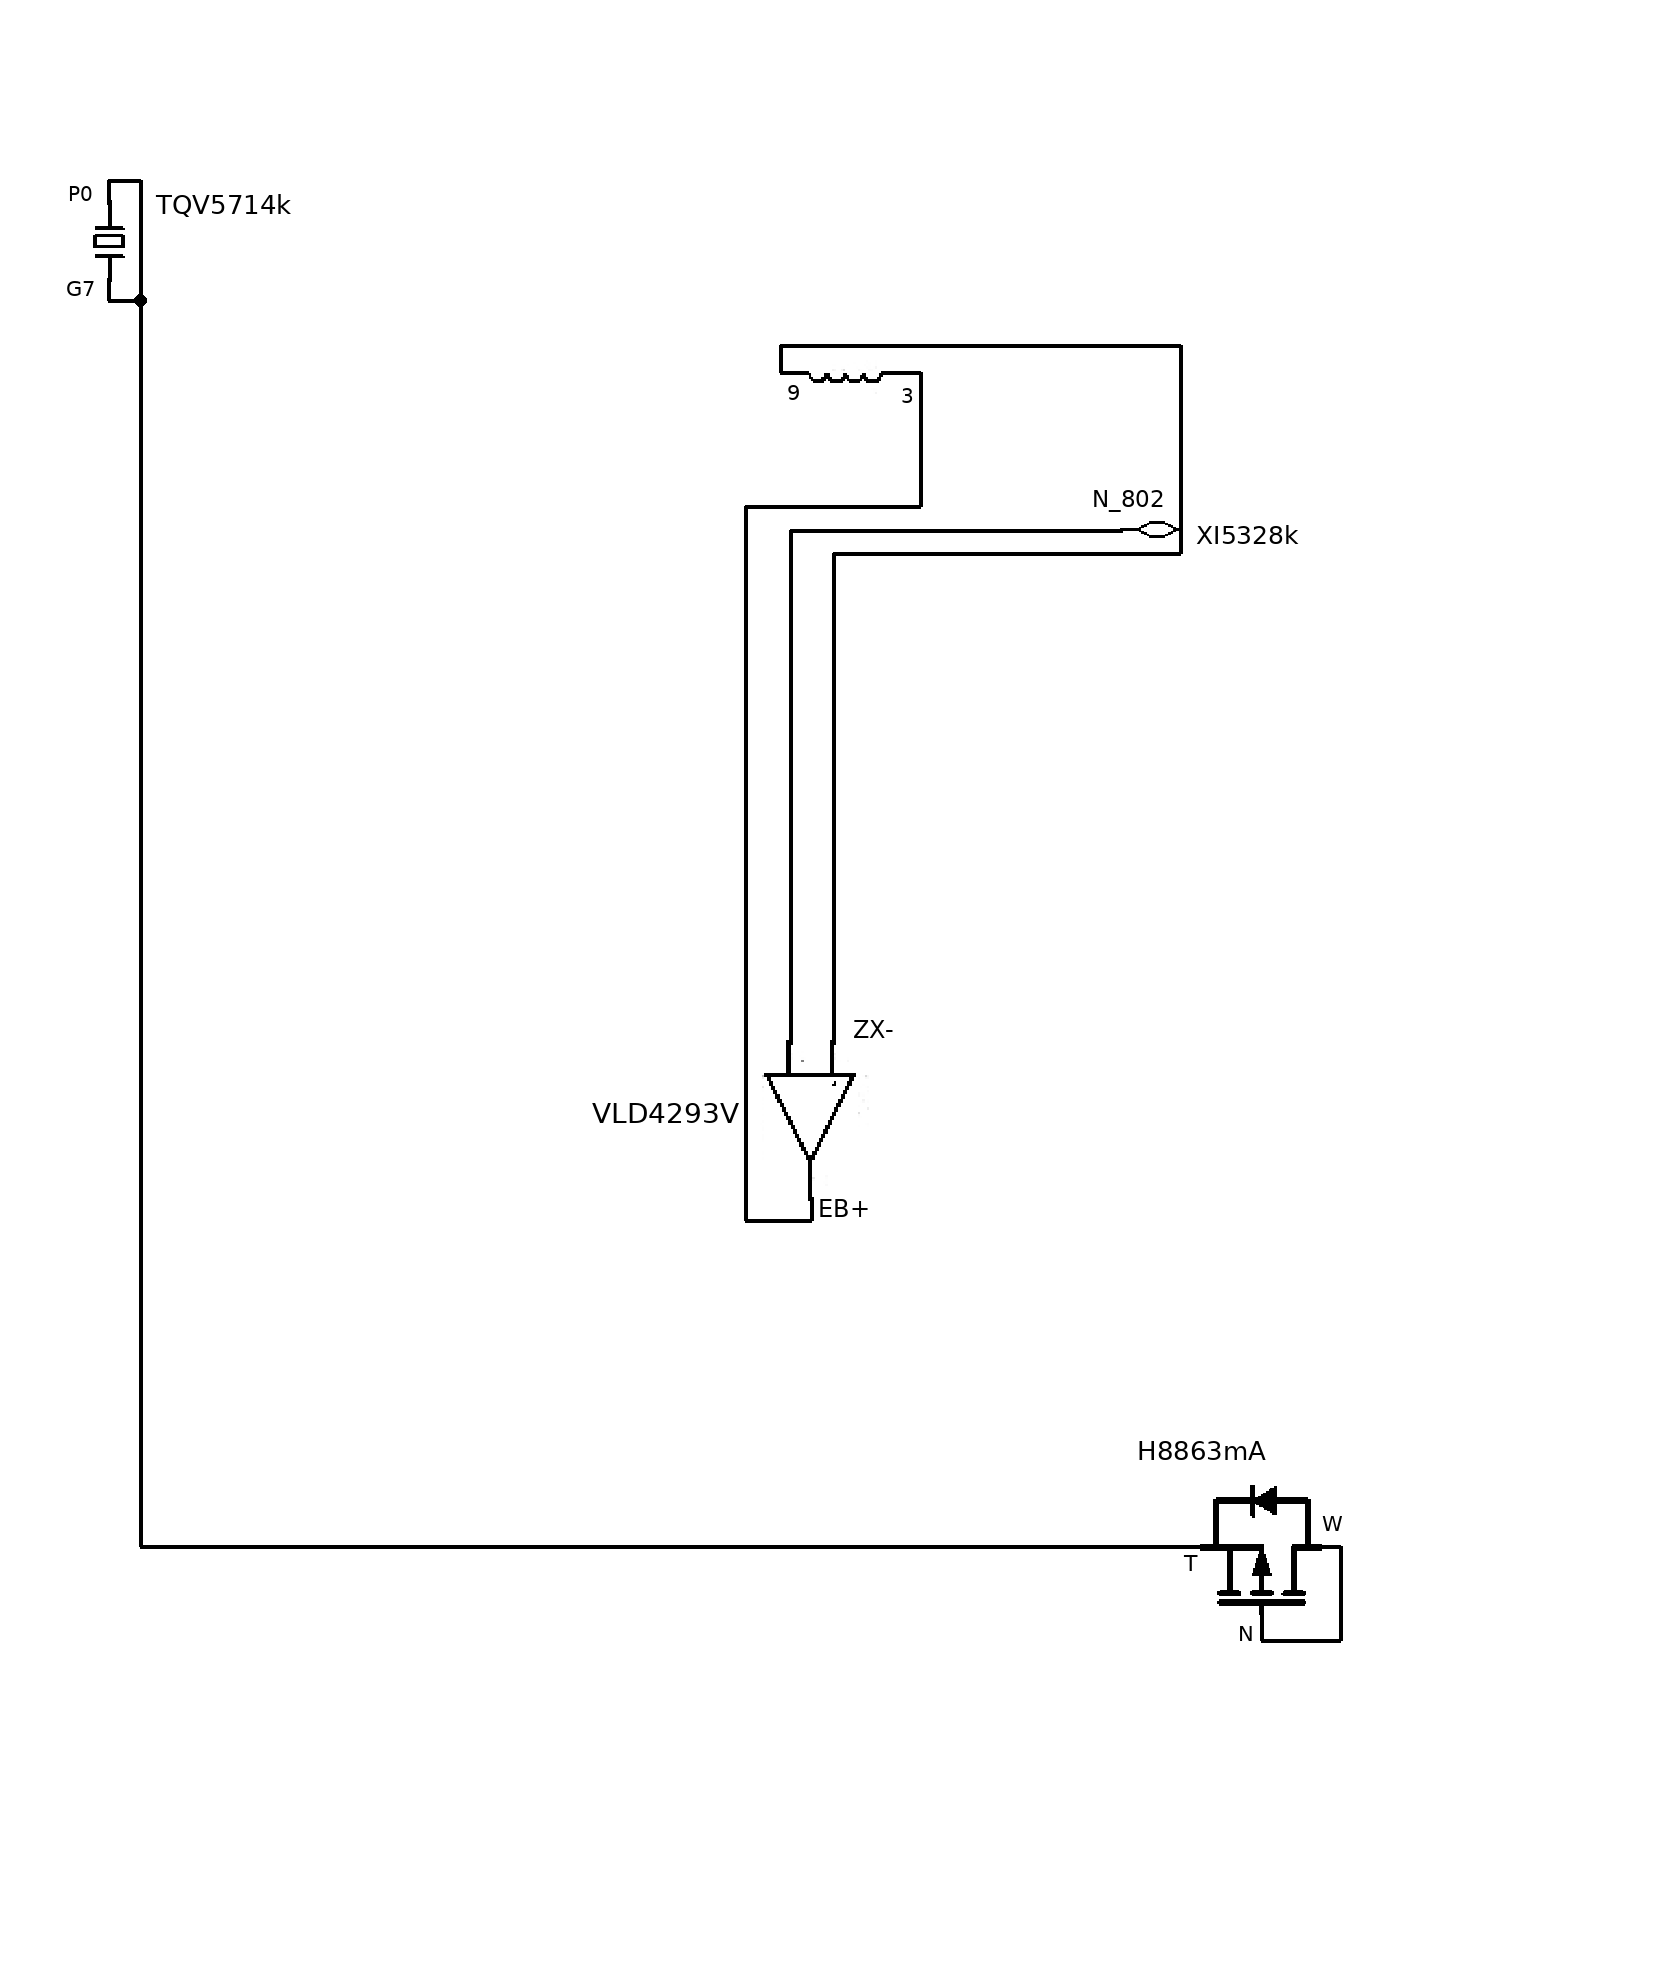 P0
TQV5714k
G7
9
3
N_802
XI5328k
ZX-
VLD4293V
EB+
H8863mA
W
T
N